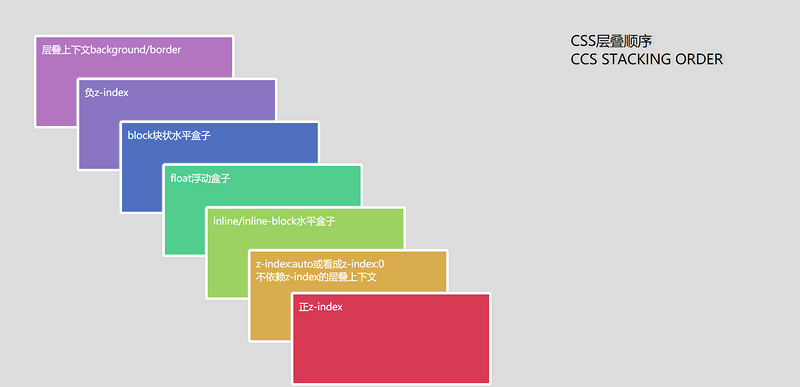 CSS层叠顺序
CCS STACKING ORDER
层叠上下文background/border
负z-index
block块状水平盒子
float浮动盒子
inline/inline-block水平盒子
z-index:auto或看成z-index:0
不依赖z-index的层叠上下文
正z-index